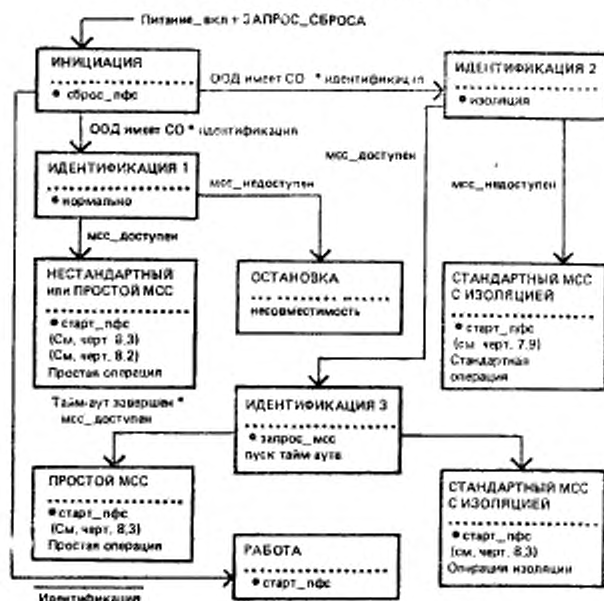 Питание_вкл + ЗАПРОС_СБРОСА
ИНИЦИАЦИЯ
• сброс_пфс
ООД имеет СО * идентификация
ИДЕНТИФИКАЦИЯ 2
• изоляция
ООД имеет СО * идентификация
мсс_доступен
ИДЕНТИФИКАЦИЯ 1
• нормально
мсс_недоступен
мсс_недоступен
мсс_доступен
НЕСТАНДАРТНЫЙ
или ПРОСТОЙ МСС
• старт_пфс
(См. черт. 8.3)
(См. черт. 8.2)
Простая операция
ОСТАНОВКА
несовместимость
СТАНДАРТНЫЙ МСС
С ИЗОЛЯЦИЕЙ
• старт_пфс
(см. черт. 7.9)
Стандартная
операция
Тайм-аут завершен *
мсс_доступен
ИДЕНТИФИКАЦИЯ 3
• запрос_мсс
пуск тайм-аута
ПРОСТОЙ МСС
• старт_пфс
(См. черт. 8.3)
Простая операция
СТАНДАРТНЫЙ МСС
С ИЗОЛЯЦИЕЙ
• старт_пфс
(см. черт. 8.3)
Операции изоляции
РАБОТА
• старт_пфс
Идентификация